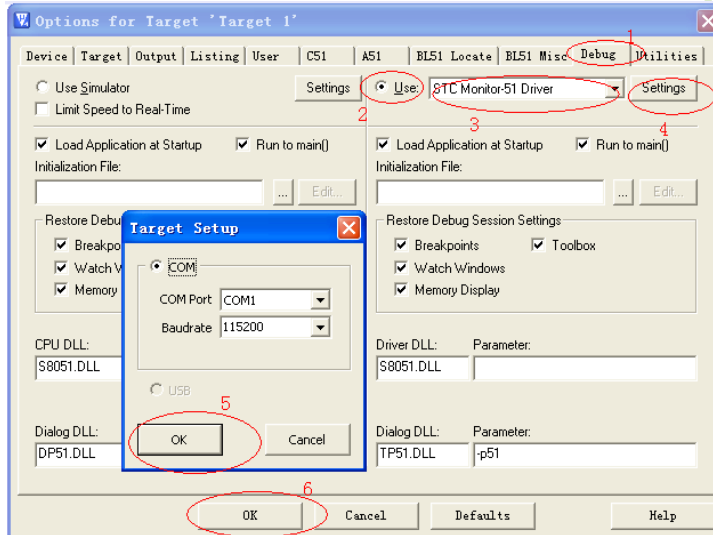 Options for Target 'Target 1'
1
Device Target Output Listing User C51 A51 BL51 Locate BL51 Misc Debug Utilities
Use Simulator Settings Use: STC Monitor-51 Driver Settings
Limit Speed to Real-Time
2 3 4
Load Application at Startup Run to main() Load Application at Startup Run to main()
Initialization File: Initialization File:
... Edit... ... Edit...
Restore Debu Restore Debug Session Settings
Breakpo Breakpoints Toolbox
Watch W Watch Windows
Memory Memory Display
Target Setup
COM
COM Port COM1
Baudrate 115200
USB
5
OK Cancel
CPU DLL: Driver DLL: Parameter:
S8051.DLL S8051.DLL
Dialog DLL: Dialog DLL: Parameter:
DP51.DLL TP51.DLL -p51
6
OK Cancel Defaults Help